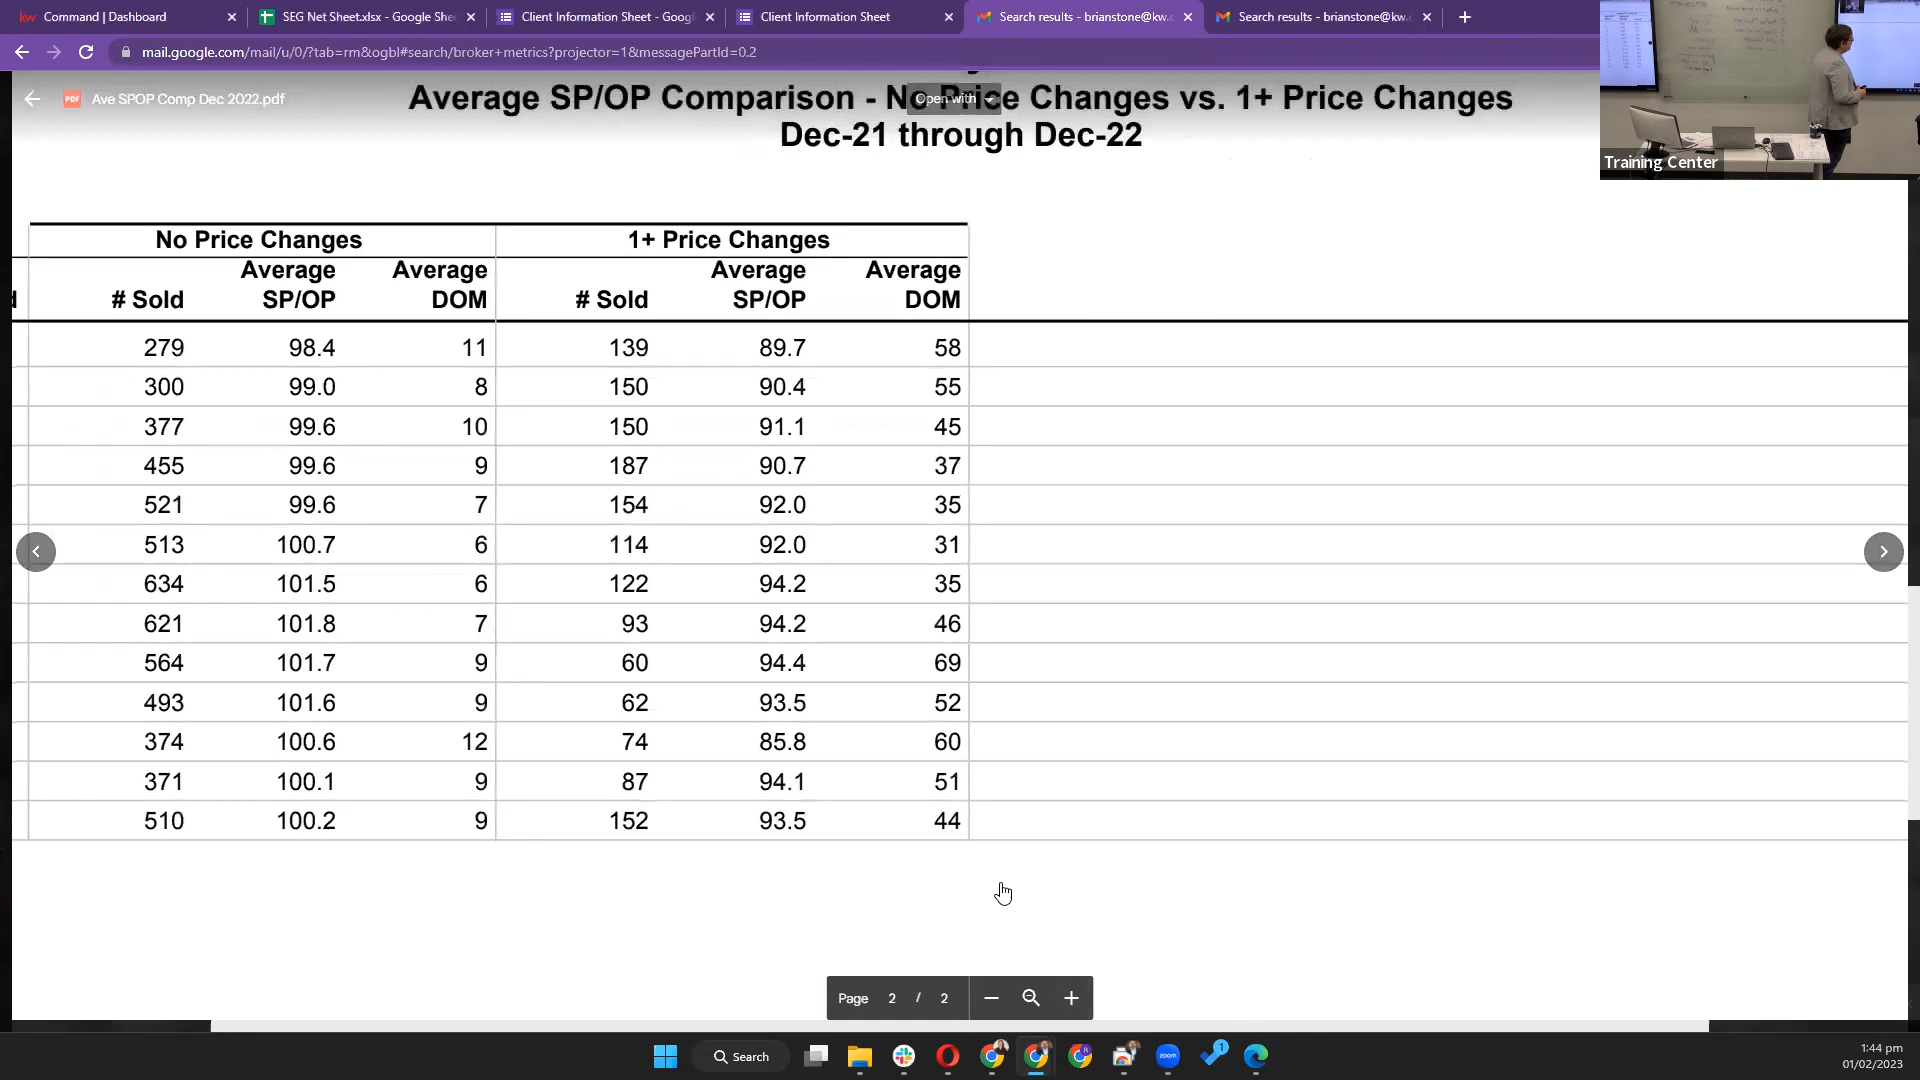 Command | Dashboard
SEG Net Sheet.xlsx - Google She
Client Information Sheet - Googl
Client Information Sheet
Search results - brianstone@kw.c
Search results - brianstone@kw.c
mail.google.com/mail/u/0/?tab=rm&ogbl#search/broker+metrics?projector=1&messagePartId=0.2
PDF
Ave SPOP Comp Dec 2022.pdf
Open with
Average SP/OP Comparison - No Price Changes vs. 1+ Price Changes
Dec-21 through Dec-22
Training Center
No Price Changes 1+ Price Changes
Average Average Average Average
# Sold SP/OP DOM # Sold SP/OP DOM
279 98.4 11 139 89.7 58
300 99.0 8 150 90.4 55
377 99.6 10 150 91.1 45
455 99.6 9 187 90.7 37
521 99.6 7 154 92.0 35
513 100.7 6 114 92.0 31
634 101.5 6 122 94.2 35
621 101.8 7 93 94.2 46
564 101.7 9 60 94.4 69
493 101.6 9 62 93.5 52
374 100.6 12 74 85.8 60
371 100.1 9 87 94.1 51
510 100.2 9 152 93.5 44
Page 2 / 2
Search
zoom
1
1:44 pm
01/02/2023